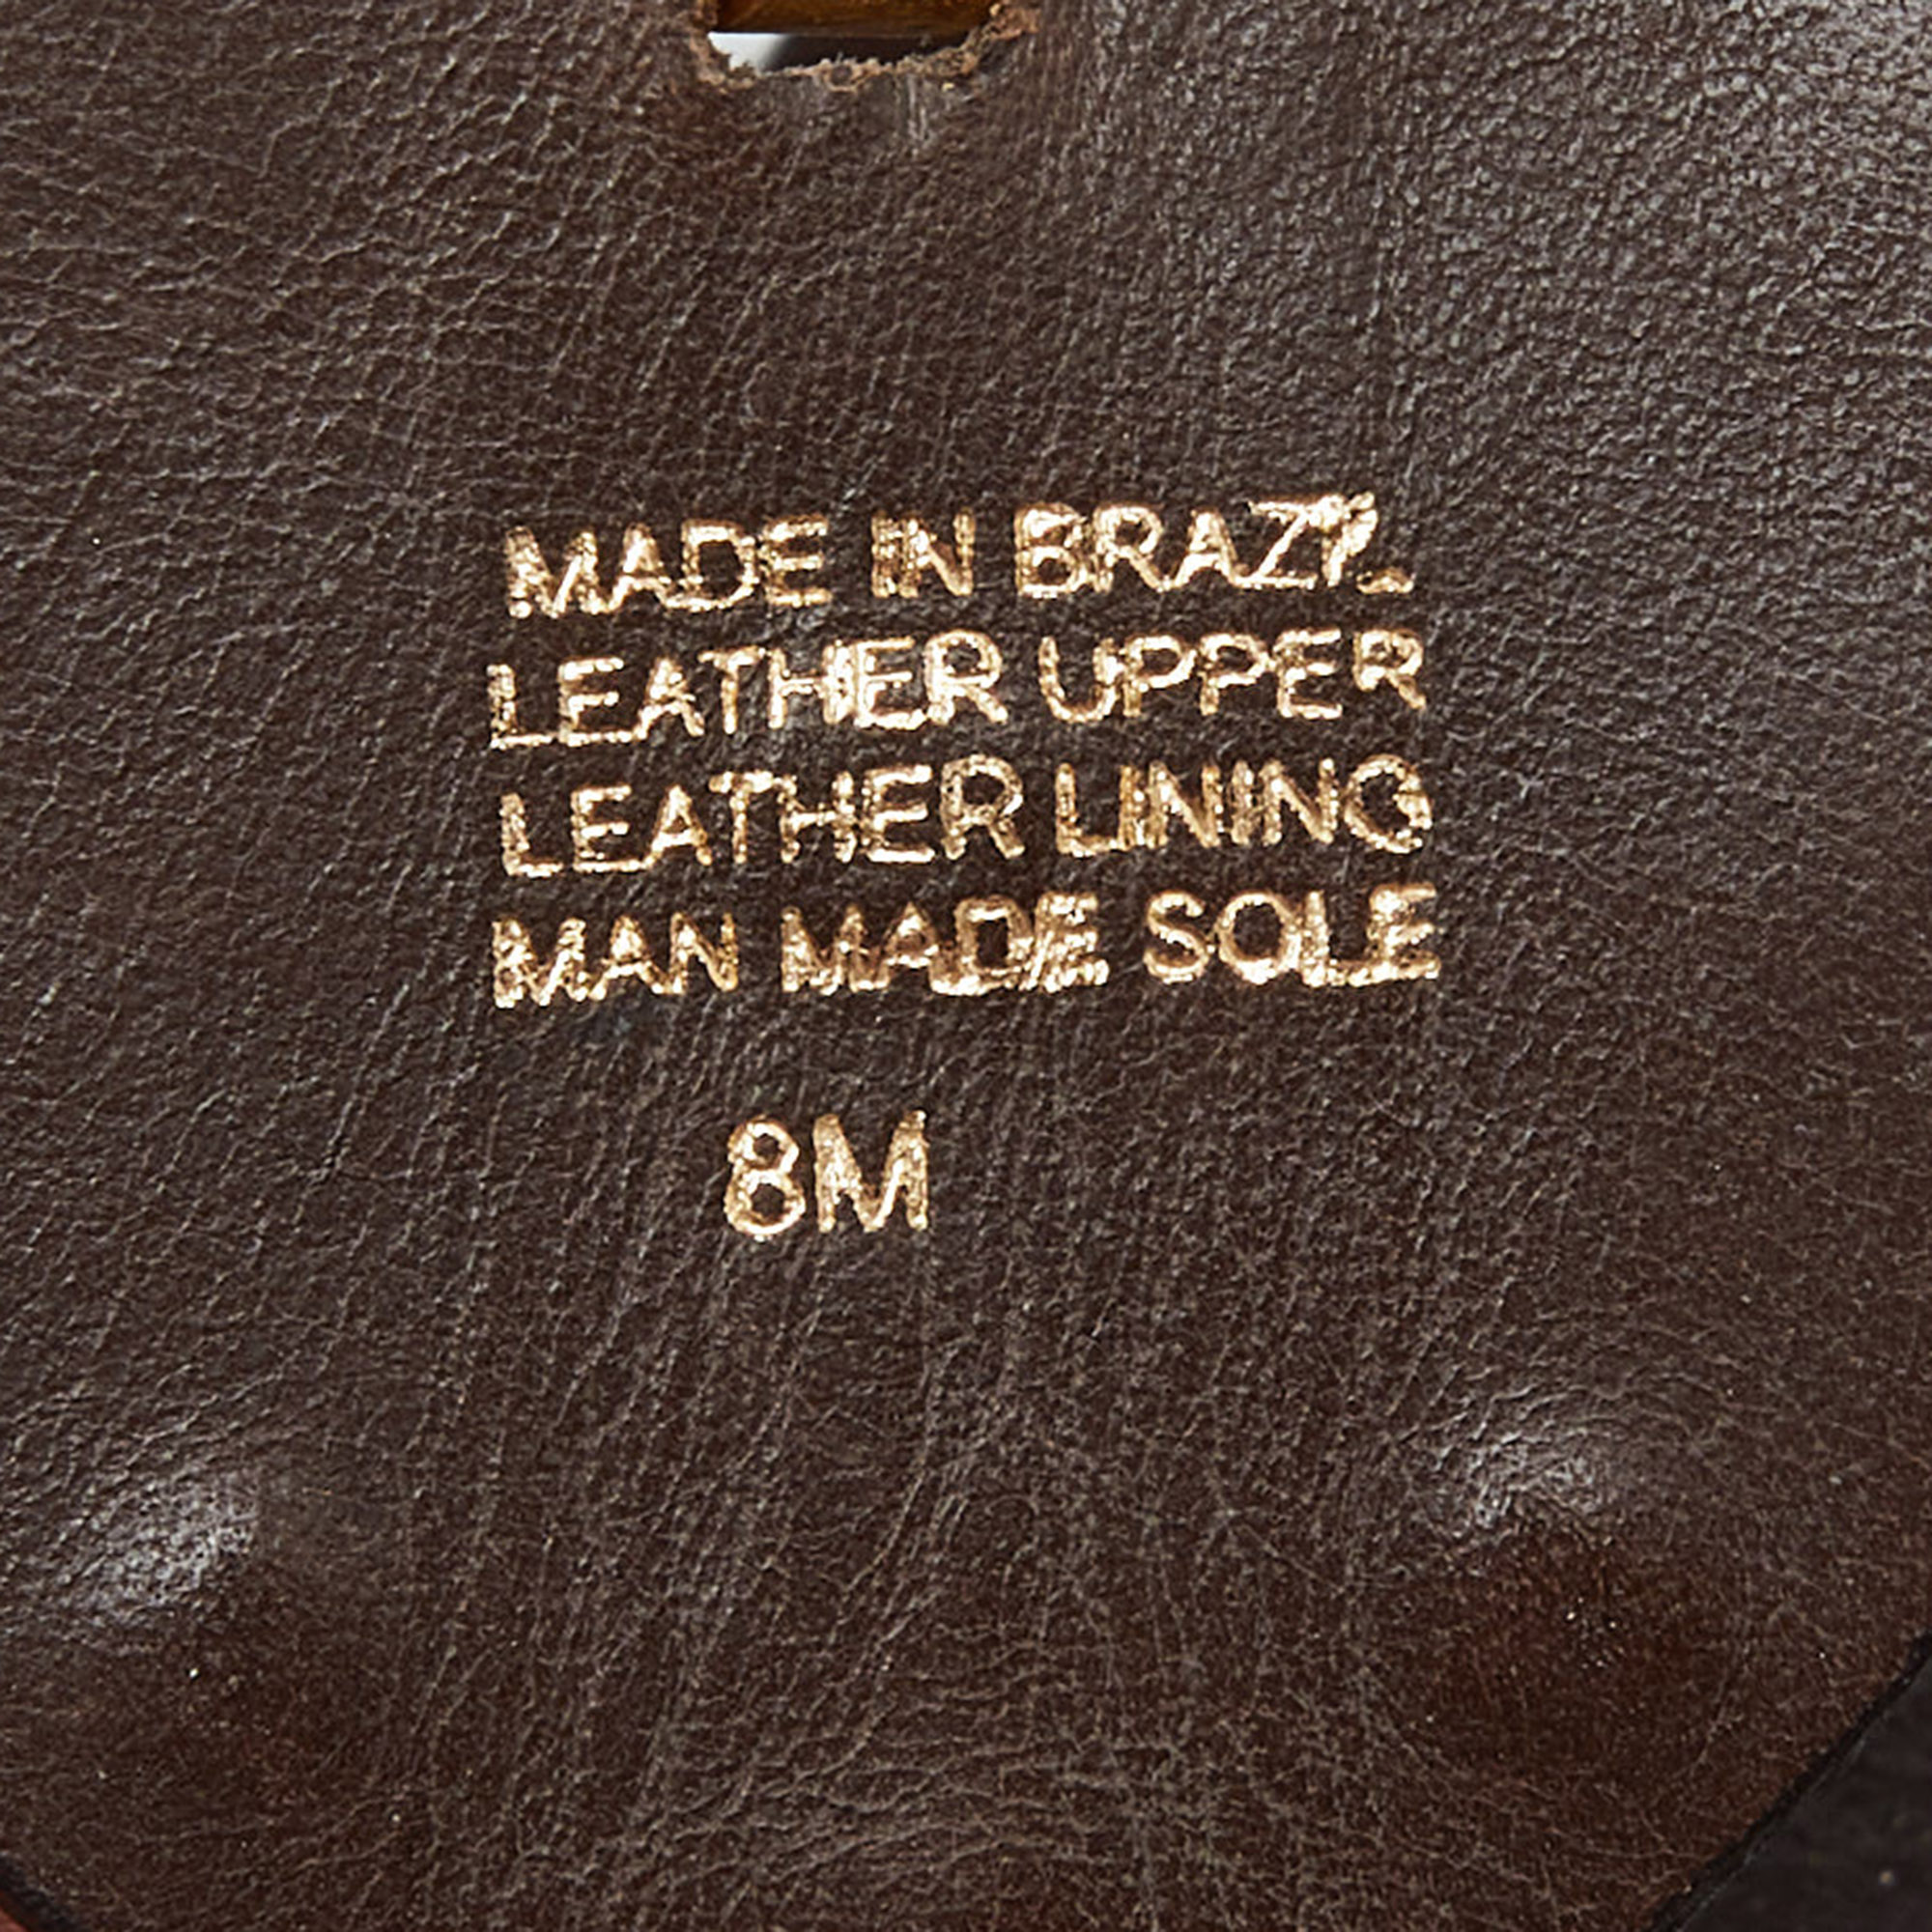 MADE IN BRAZIL
LEATHER UPPER
LEATHER LINING
MAN MADE SOLE
8M